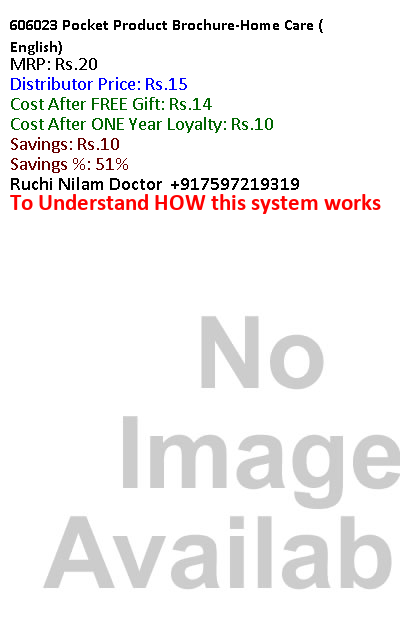 606023 Pocket Product Brochure-Home Care (
English)
MRP: Rs.20
Distributor Price: Rs.15
Cost After FREE Gift: Rs.14
Cost After ONE Year Loyalty: Rs.10
Savings: Rs.10
Savings %: 51%
Ruchi Nilam Doctor +917597219319
To Understand HOW this system works
No
Image
Availab